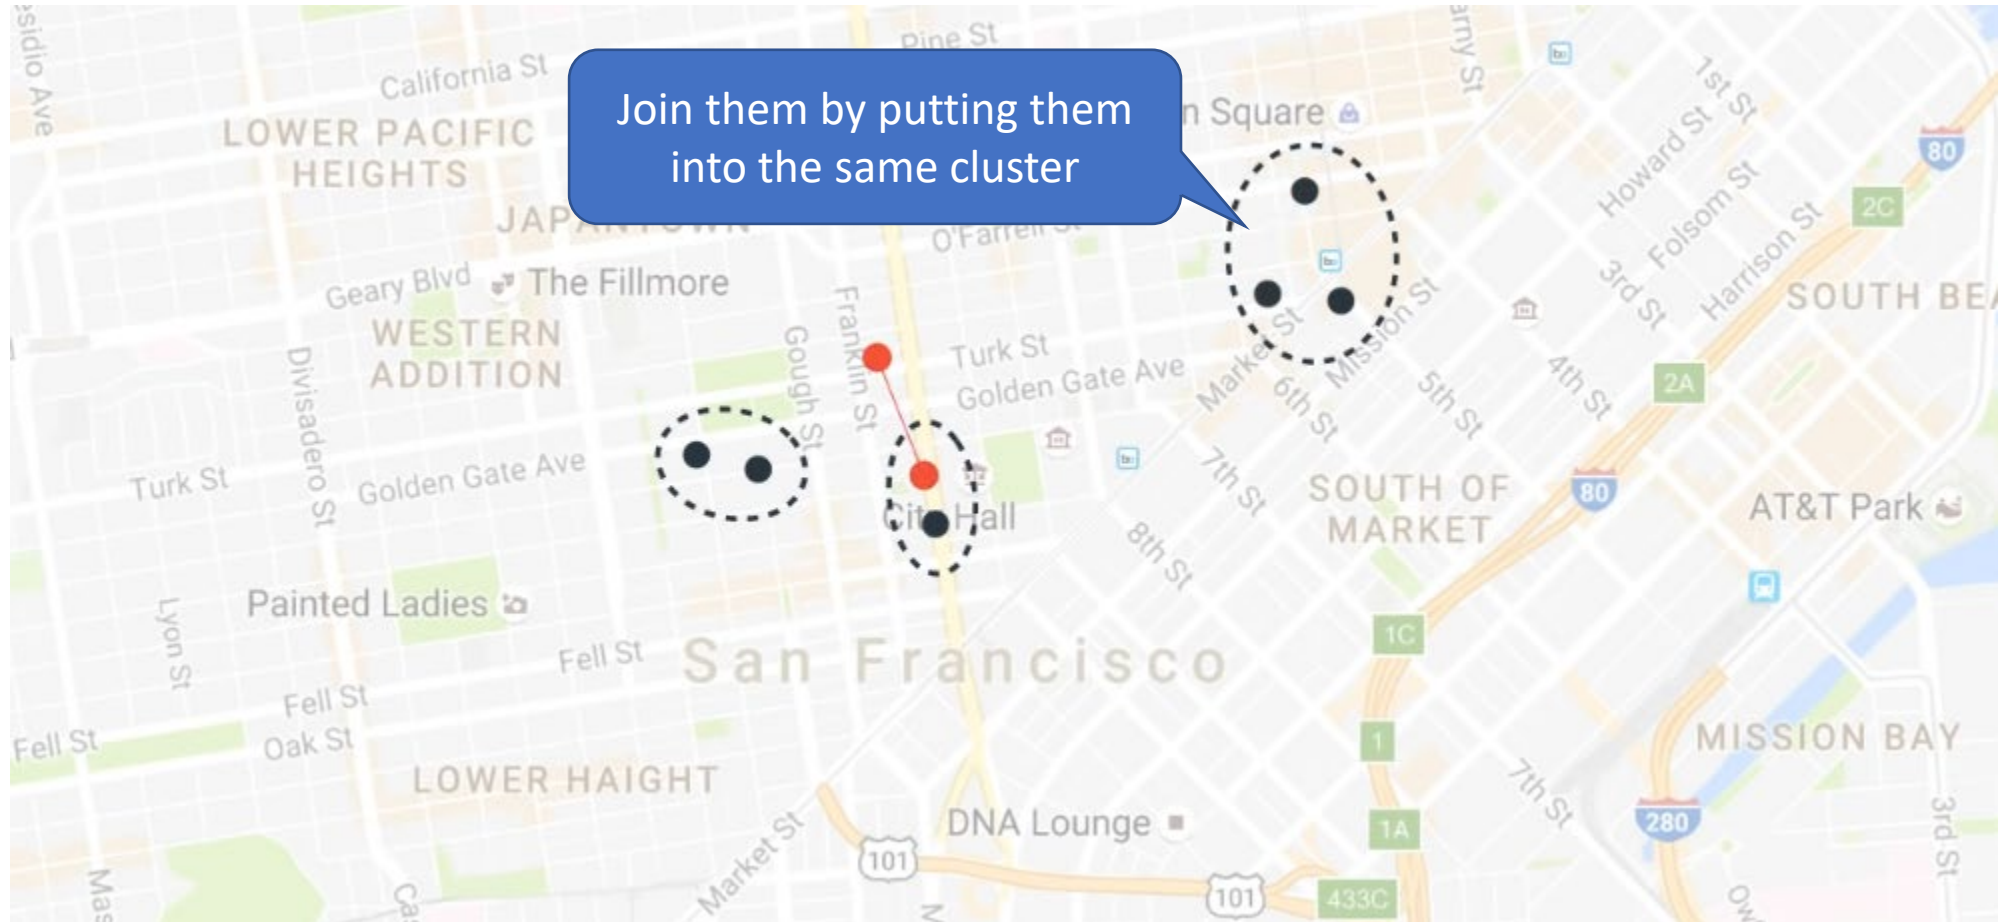 Pine St
California St
Join them by putting them
into the same cluster
n Square
1st St
LOWER PACIFIC
HEIGHTS
Howard St
80
Folsom St
2C
Harrison St
O'Farrell St
Geary Blvd
The Fillmore
3rd St
SOUTH BEA
WESTERN
ADDITION
Divisadero St
Gough St
Franklin St
Turk St
Golden Gate Ave
Market St
Mission St
6th St
5th St
4th St
2A
Turk St
Golden Gate Ave
7th St
SOUTH OF
MARKET
80
AT&T Park
City Hall
8th St
Painted Ladies
Lyon St
1C
San Francisco
Fell St
Fell St
Fell St
Oak St
1
MISSION BAY
LOWER HAIGHT
7th St
DNA Lounge
1A
280
3rd St
Market St
101
101
433C